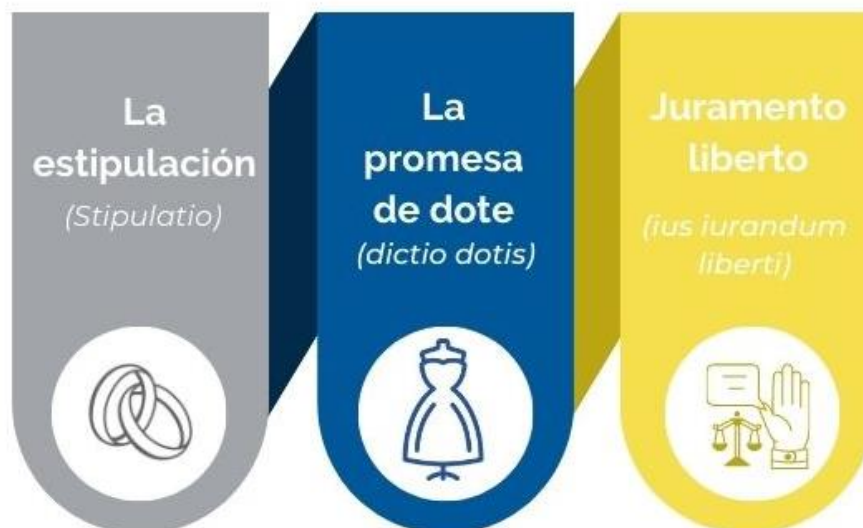 La
estipulación
(Stipulatio)
La
promesa
de dote
(dictio dotis)
Juramento
liberto
(ius iurandum
liberti)